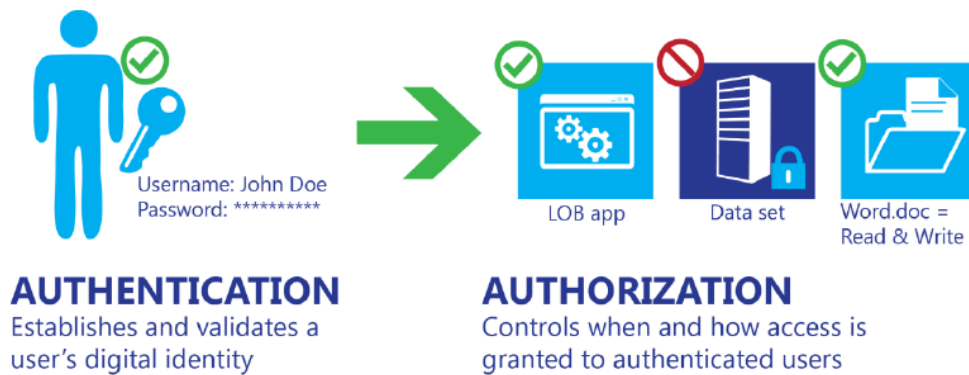 Username: John Doe
Password: **********
AUTHENTICATION
Establishes and validates a
user's digital identity
LOB app
Data set
Word.doc =
Read & Write
AUTHORIZATION
Controls when and how access is
granted to authenticated users